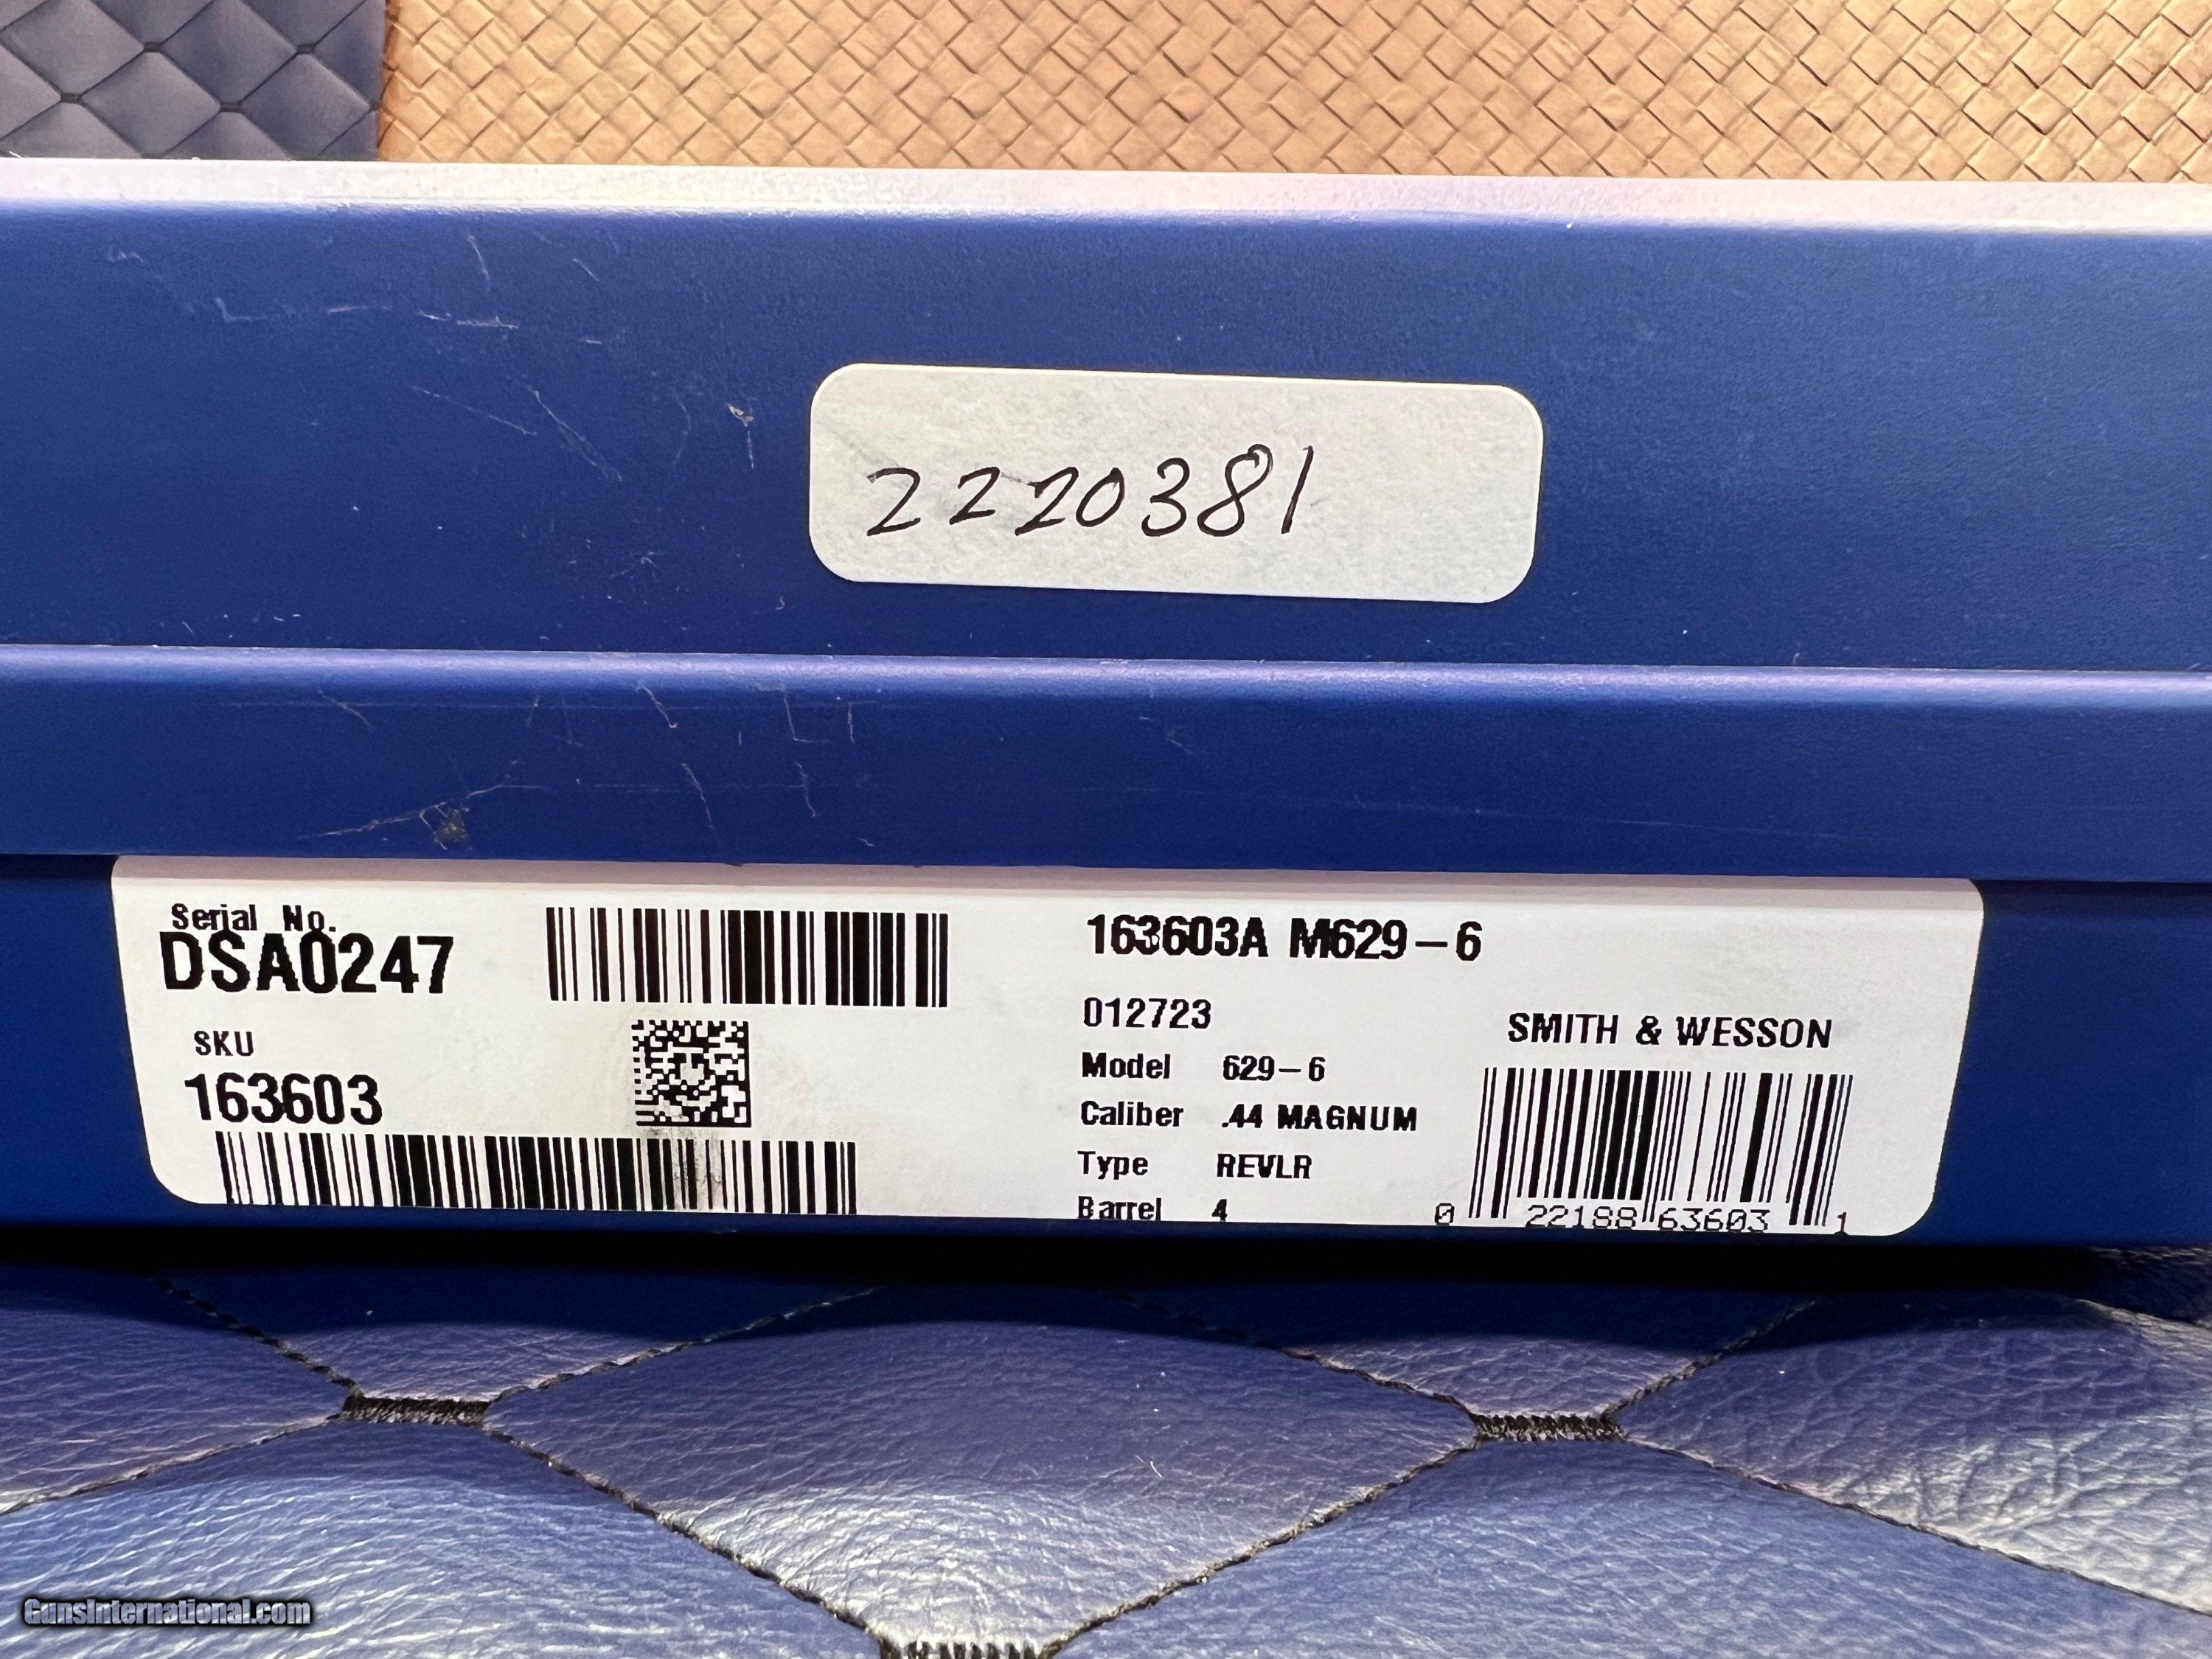 2220381
Serial No.
DSA0247
SKU
163603
163603A M629-6
012723
Model 629-6
Caliber .44 MAGNUM
Type REVLR
Barrel 4
SMITH & WESSON
0 22188 63603 1
GunsInternational.com